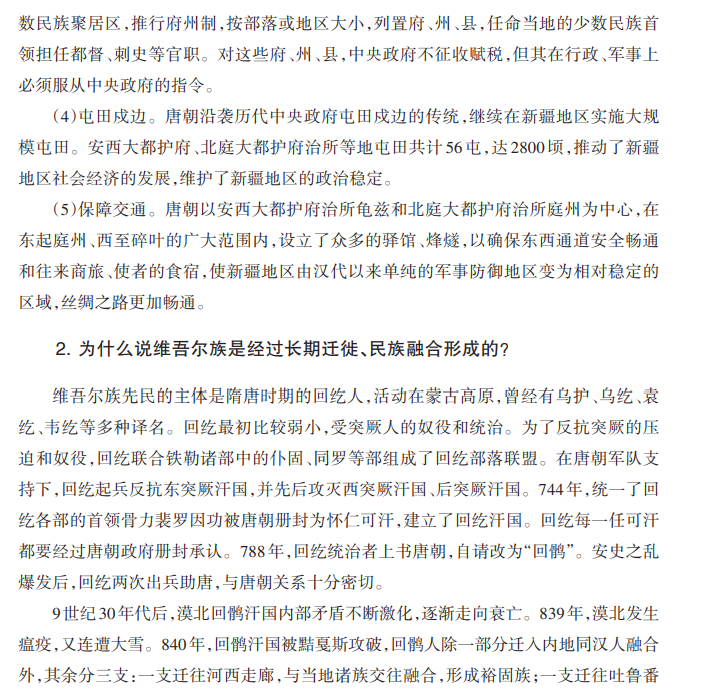 数民族聚居区,推行府州制,按部落或地区大小,列置府、州、县,任命当地的少数民族首
领担任都督、刺史等官职。对这些府、州、县,中央政府不征收赋税,但其在行政、军事上
必须服从中央政府的指令。
(4)屯田戍边。唐朝沿袭历代中央政府屯田戍边的传统,继续在新疆地区实施大规
模屯田。安西大都护府、北庭大都护府治所等地屯田共计56屯,达2800顷,推动了新疆
地区社会经济的发展,维护了新疆地区的政治稳定。
(5)保障交通。唐朝以安西大都护府治所龟兹和北庭大都护府治所庭州为中心,在
东起庭州、西至碎叶的广大范围内,设立了众多的驿馆、烽燧,以确保东西通道安全畅通
和往来商旅、使者的食宿,使新疆地区由汉代以来单纯的军事防御地区变为相对稳定的
区域,丝绸之路更加畅通。
2. 为什么说维吾尔族是经过长期迁徙、民族融合形成的?
维吾尔族先民的主体是隋唐时期的回纥人,活动在蒙古高原,曾经有乌护、乌纥、袁
纥、韦纥等多种译名。回纥最初比较弱小,受突厥人的奴役和统治。为了反抗突厥的压
迫和奴役,回纥联合铁勒诸部中的仆固、同罗等部组成了回纥部落联盟。在唐朝军队支
持下,回纥起兵反抗东突厥汗国,并先后攻灭西突厥汗国、后突厥汗国。744年,统一了回
纥各部的首领骨力裴罗因功被唐朝册封为怀仁可汗,建立了回纥汗国。回纥每一任可汗
都要经过唐朝政府册封承认。788年,回纥统治者上书唐朝,自请改为“回鹘”。安史之乱
爆发后,回纥两次出兵助唐,与唐朝关系十分密切。
9世纪30年代后,漠北回鹘汗国内部矛盾不断激化,逐渐走向衰亡。839年,漠北发生
瘟疫,又连遭大雪。840年,回鹘汗国被黠戛斯攻破,回鹘人除一部分迁入内地同汉人融合
外,其余分三支:一支迁往河西走廊,与当地诸族交往融合,形成裕固族;一支迁往吐鲁番